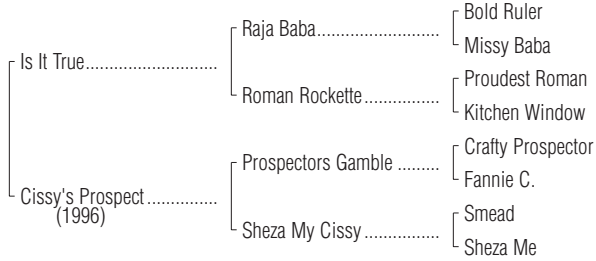 Bold Ruler
Raja Baba..........................
Missy Baba
Is It True............................
Proudest Roman
Roman Rockette................
Kitchen Window
Crafty Prospector
Prospectors Gamble .........
Fannie C.
Cissy's Prospect...............
(1996)
Smead
Sheza My Cissy................
Sheza Me